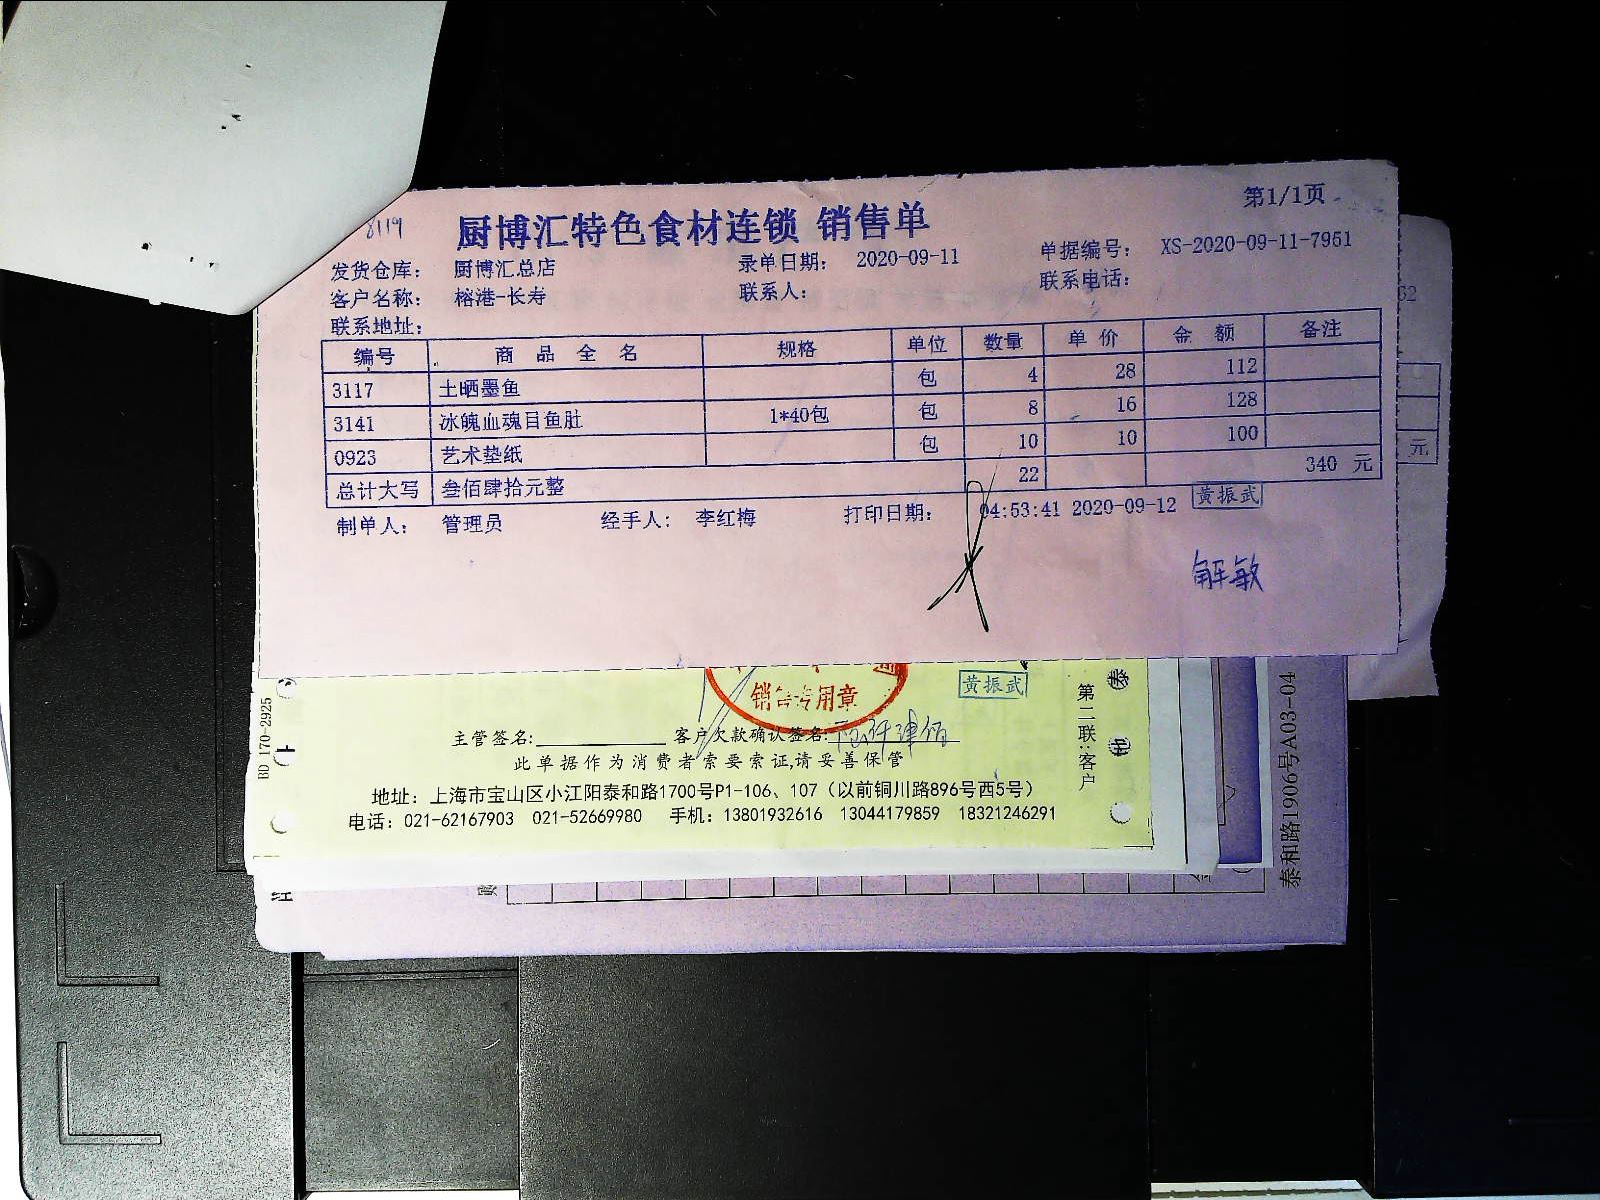 第1/1页
8119
厨博汇特色食材连锁 销售单
发货仓库: 厨博汇总店 录单日期: 2020-09-11 单据编号: XS-2020-09-11-7951
客户名称: 榕港-长寿 联系人: 联系电话:
联系地址:
编号 商品全名 规格 单位 数量 单价 金额 备注
3117 土晒墨鱼 包 4 28 112
3141 冰魄血魂目鱼肚 1*40包 包 8 16 128
0923 艺术垫纸 包 10 10 100
总计大写 叁佰肆拾元整 22 340 元
制单人: 管理员 经手人: 李红梅 打印日期: 04:53:41 2020-09-12 黄振武
解敏
元
销售专用章
黄振武
主管签名: 客户欠款确认签名:
此单据作为消费者索要索证,请妥善保管
地址: 上海市宝山区小江阳泰和路1700号P1-106、107 (以前铜川路896号西5号)
电话: 021-62167903 021-52669980 手机: 13801932616 13044179859 18321246291
第二联:客户
BD 170-2925
泰和路1906号A03-04